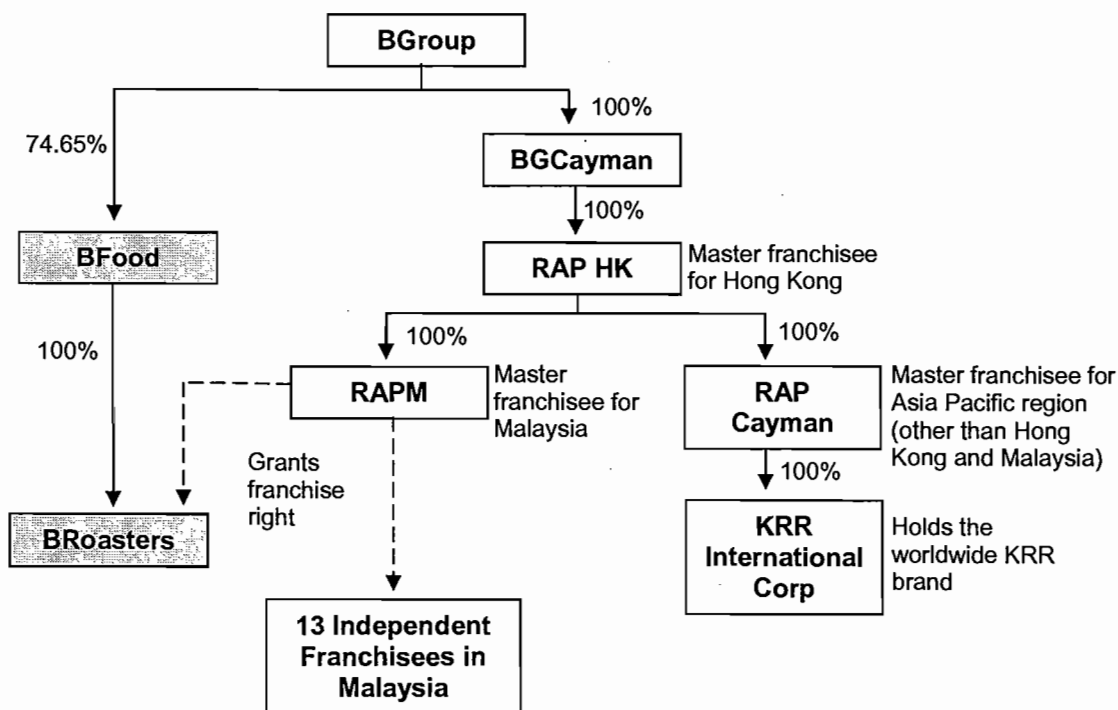 BGroup
74.65%
100%
BGCayman
100%
BFood
RAP HK
Master franchisee
for Hong Kong
100%
100%
100%
RAPM
Master
franchisee for
Malaysia
RAP
Cayman
Master franchisee for
Asia Pacific region
(other than Hong
Kong and Malaysia)
Grants
franchise
right
100%
BRoasters
KRR
International
Corp
Holds the
worldwide KRR
brand
13 Independent
Franchisees in
Malaysia